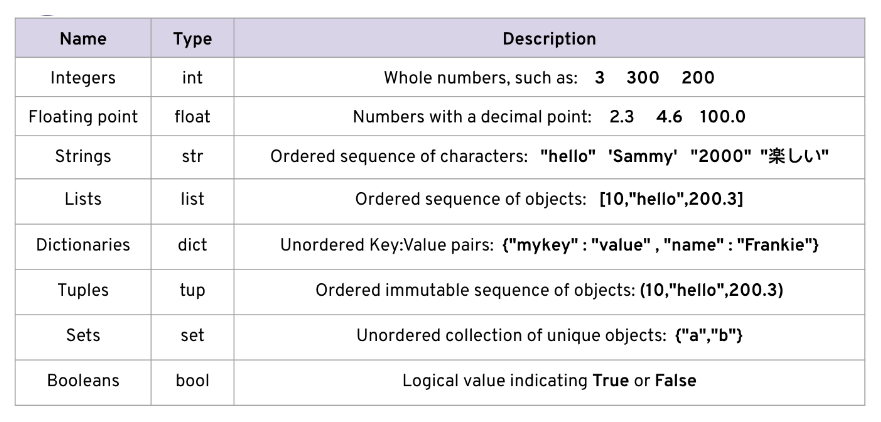 Name Type Description
Integers int Whole numbers, such as: 3 300 200
Floating point float Numbers with a decimal point: 2.3 4.6 100.0
Strings str Ordered sequence of characters: "hello" 'Sammy' "2000" "楽しい"
Lists list Ordered sequence of objects: [10,"hello",200.3]
Dictionaries dict Unordered Key:Value pairs: {"mykey" : "value" , "name" : "Frankie"}
Tuples tup Ordered immutable sequence of objects: (10,"hello",200.3)
Sets set Unordered collection of unique objects: {"a","b"}
Booleans bool Logical value indicating True or False